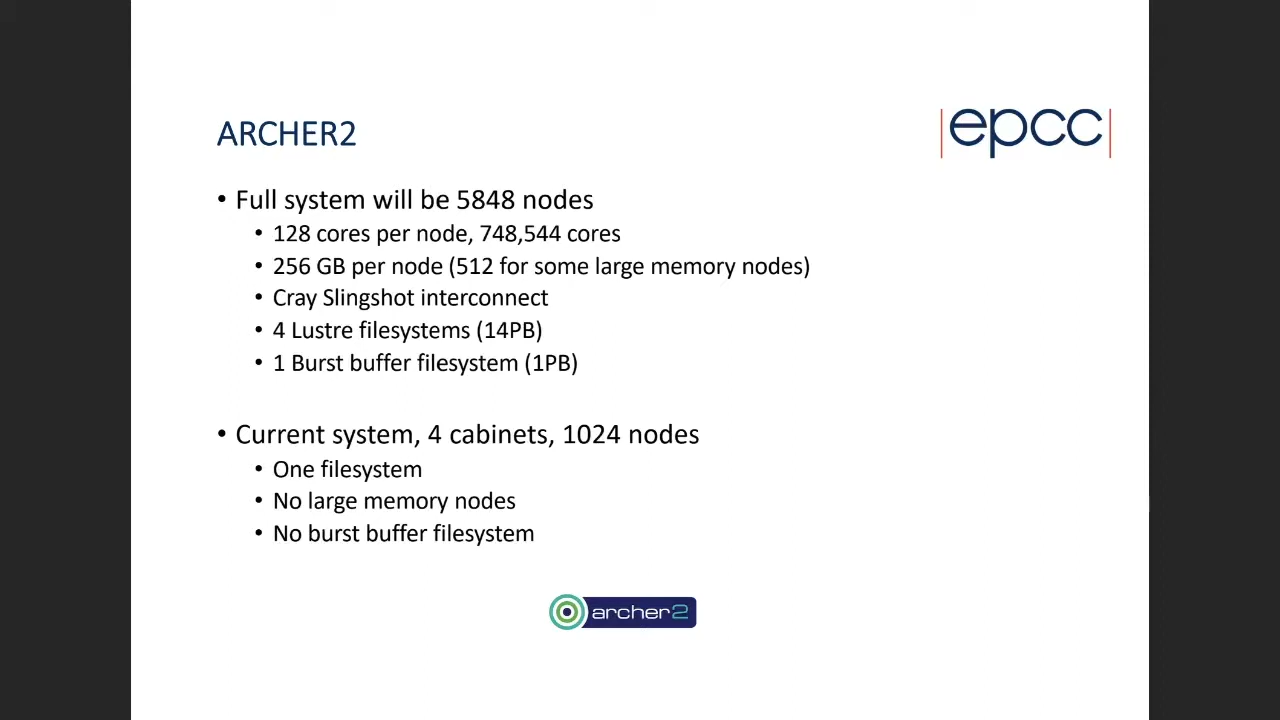 ARCHER2
|epcc|
• Full system will be 5848 nodes
• 128 cores per node, 748,544 cores
• 256 GB per node (512 for some large memory nodes)
• Cray Slingshot interconnect
• 4 Lustre filesystems (14PB)
• 1 Burst buffer filesystem (1PB)
• Current system, 4 cabinets, 1024 nodes
• One filesystem
• No large memory nodes
• No burst buffer filesystem
archer2